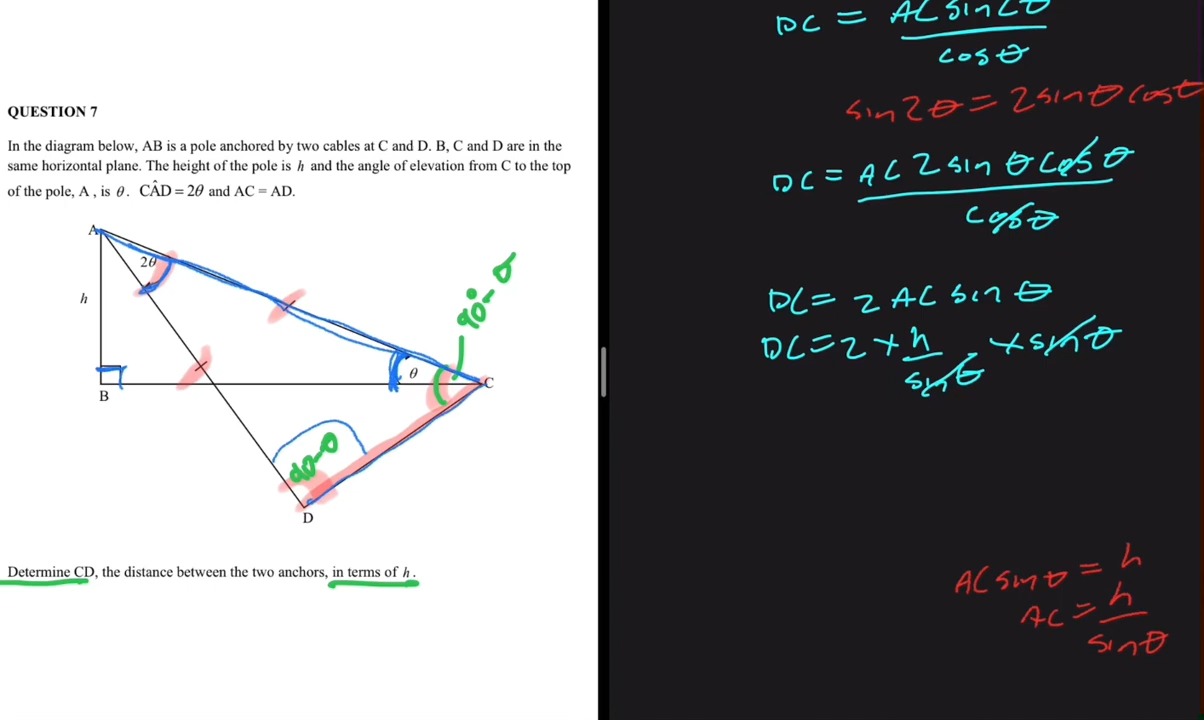 QUESTION 7
In the diagram below, AB is a pole anchored by two cables at C and D. B, C and D are in the
same horizontal plane. The height of the pole is h and the angle of elevation from C to the top
of the pole, A , is θ. CÂD = 2θ and AC = AD.
A
2θ
h
B
θ
C
90°-θ
90-θ
D
Determine CD, the distance between the two anchors, in terms of h.
DC = AC sin2θ
cosθ
sin2θ = 2sinθcosθ
DC = AC 2 sin θ cosθ
cosθ
DC = 2 AC sin θ
DC = 2 × h × sinθ
sinθ
AC sinθ = h
AC = h
sinθ